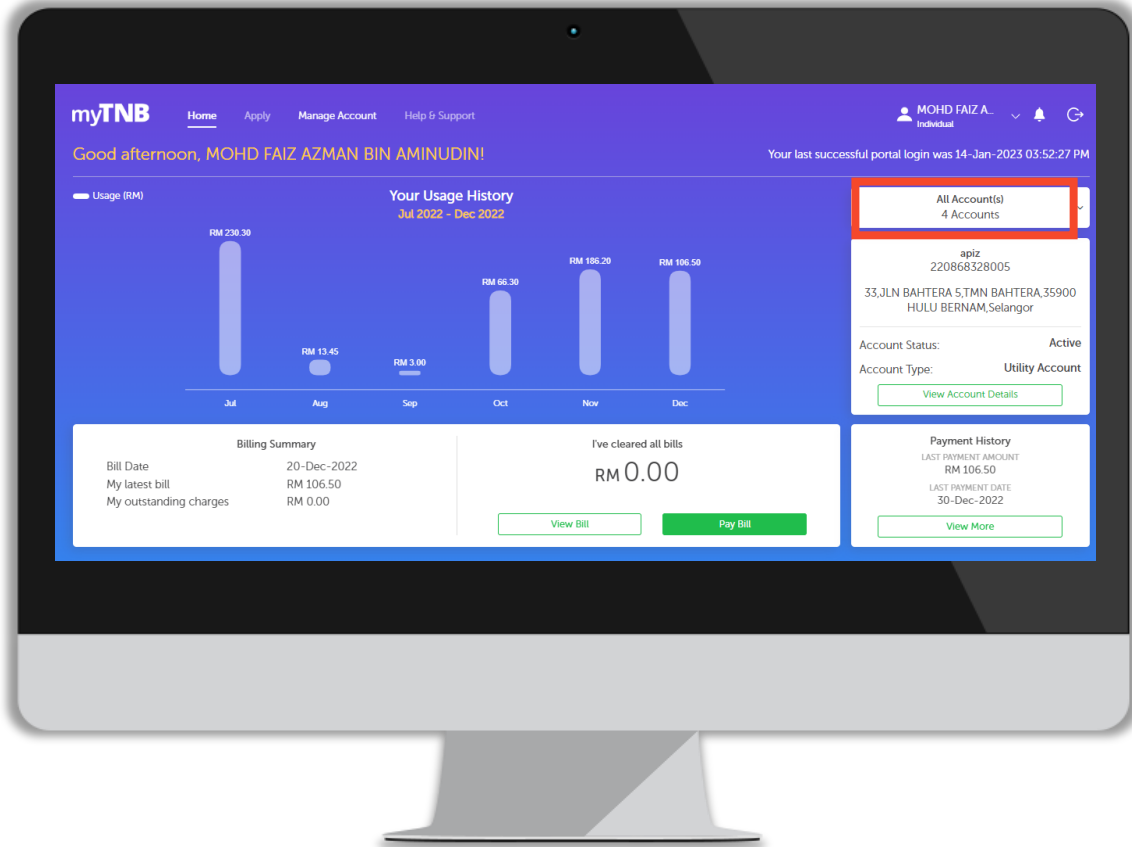 myTNB
Home
Apply
Manage Account
Help & Support
MOHD FAIZ A...
Individual
Good afternoon, MOHD FAIZ AZMAN BIN AMINUDIN!
Your last successful portal login was 14-Jan-2023 03:52:27 PM
Usage (RM)
Your Usage History
Jul 2022 - Dec 2022
RM 230.30
RM 13.45
RM 3.00
RM 66.30
RM 186.20
RM 106.50
Jul
Aug
Sep
Oct
Nov
Dec
All Account(s)
4 Accounts
apiz
220868328005
33,JLN BAHTERA 5,TMN BAHTERA,35900
HULU BERNAM,Selangor
Account Status: Active
Account Type: Utility Account
View Account Details
Billing Summary
Bill Date 20-Dec-2022
My latest bill RM 106.50
My outstanding charges RM 0.00
I've cleared all bills
RM 0.00
View Bill
Pay Bill
Payment History
LAST PAYMENT AMOUNT
RM 106.50
LAST PAYMENT DATE
30-Dec-2022
View More